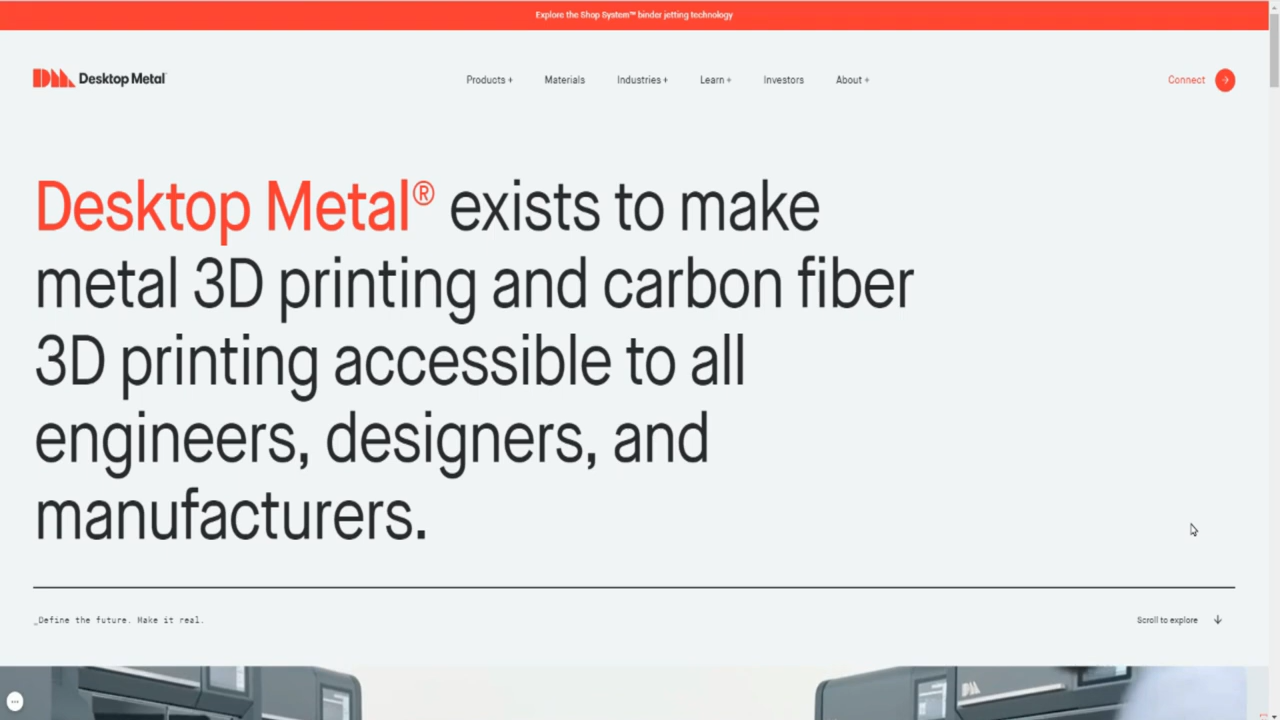 Explore the Shop System™ binder jetting technology
Desktop Metal
Products + Materials Industries + Learn + Investors About + Connect
Desktop Metal® exists to make
metal 3D printing and carbon fiber
3D printing accessible to all
engineers, designers, and
manufacturers.
_Define the future. Make it real.
Scroll to explore